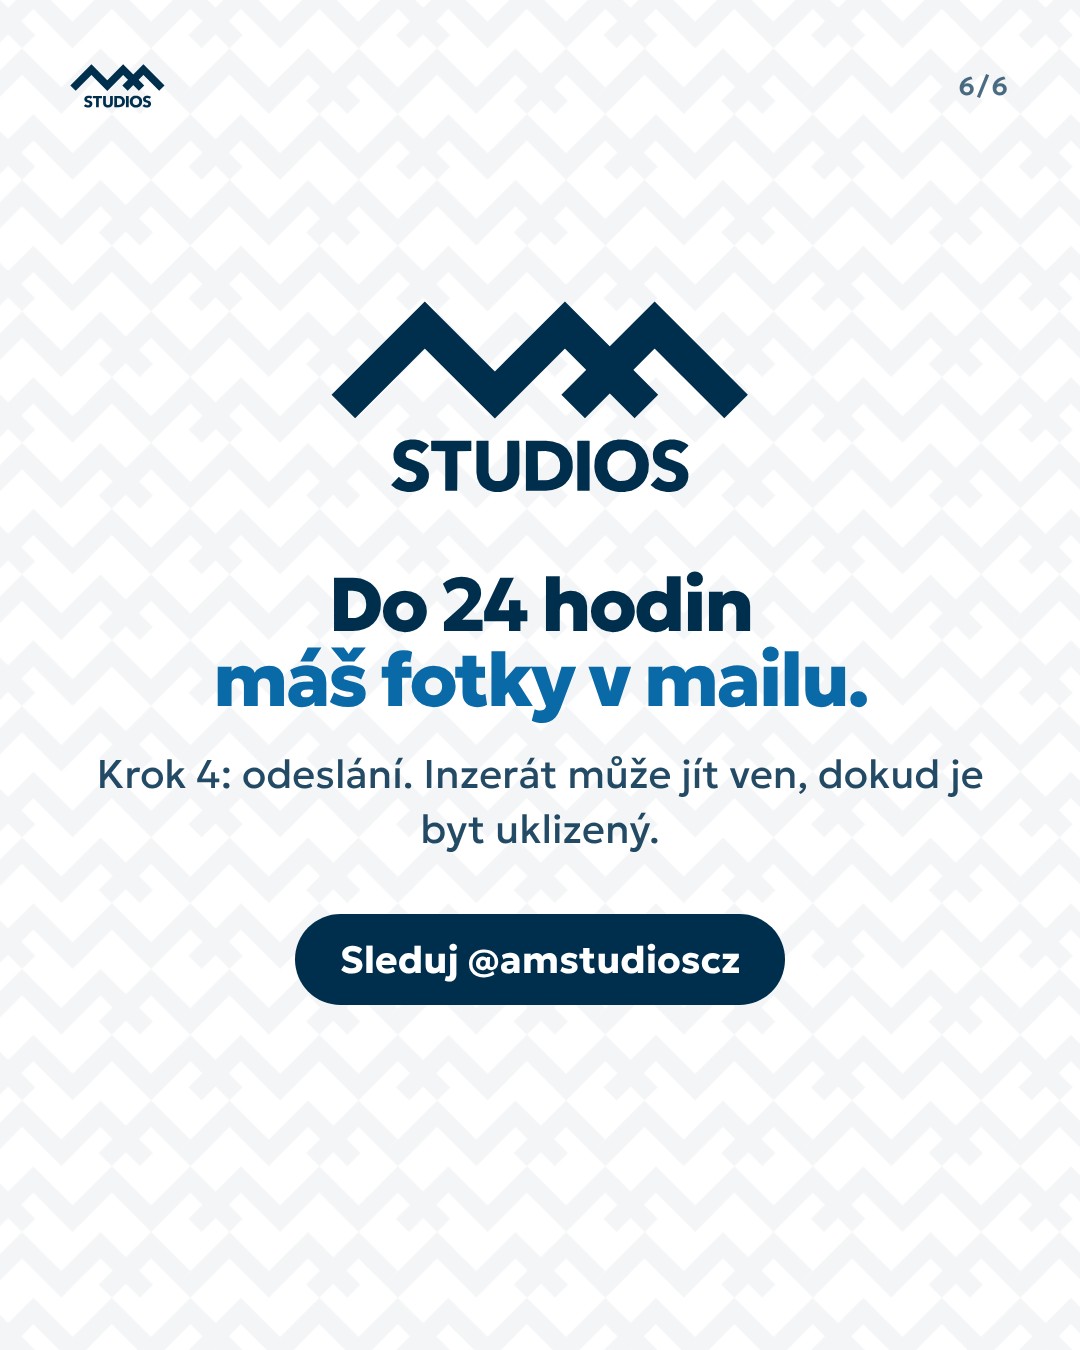 STUDIOS
6/6
STUDIOS
Do 24 hodin
máš fotky v mailu.
Krok 4: odeslání. Inzerát může jít ven, dokud je
byt uklizený.
Sleduj @amstudioscz